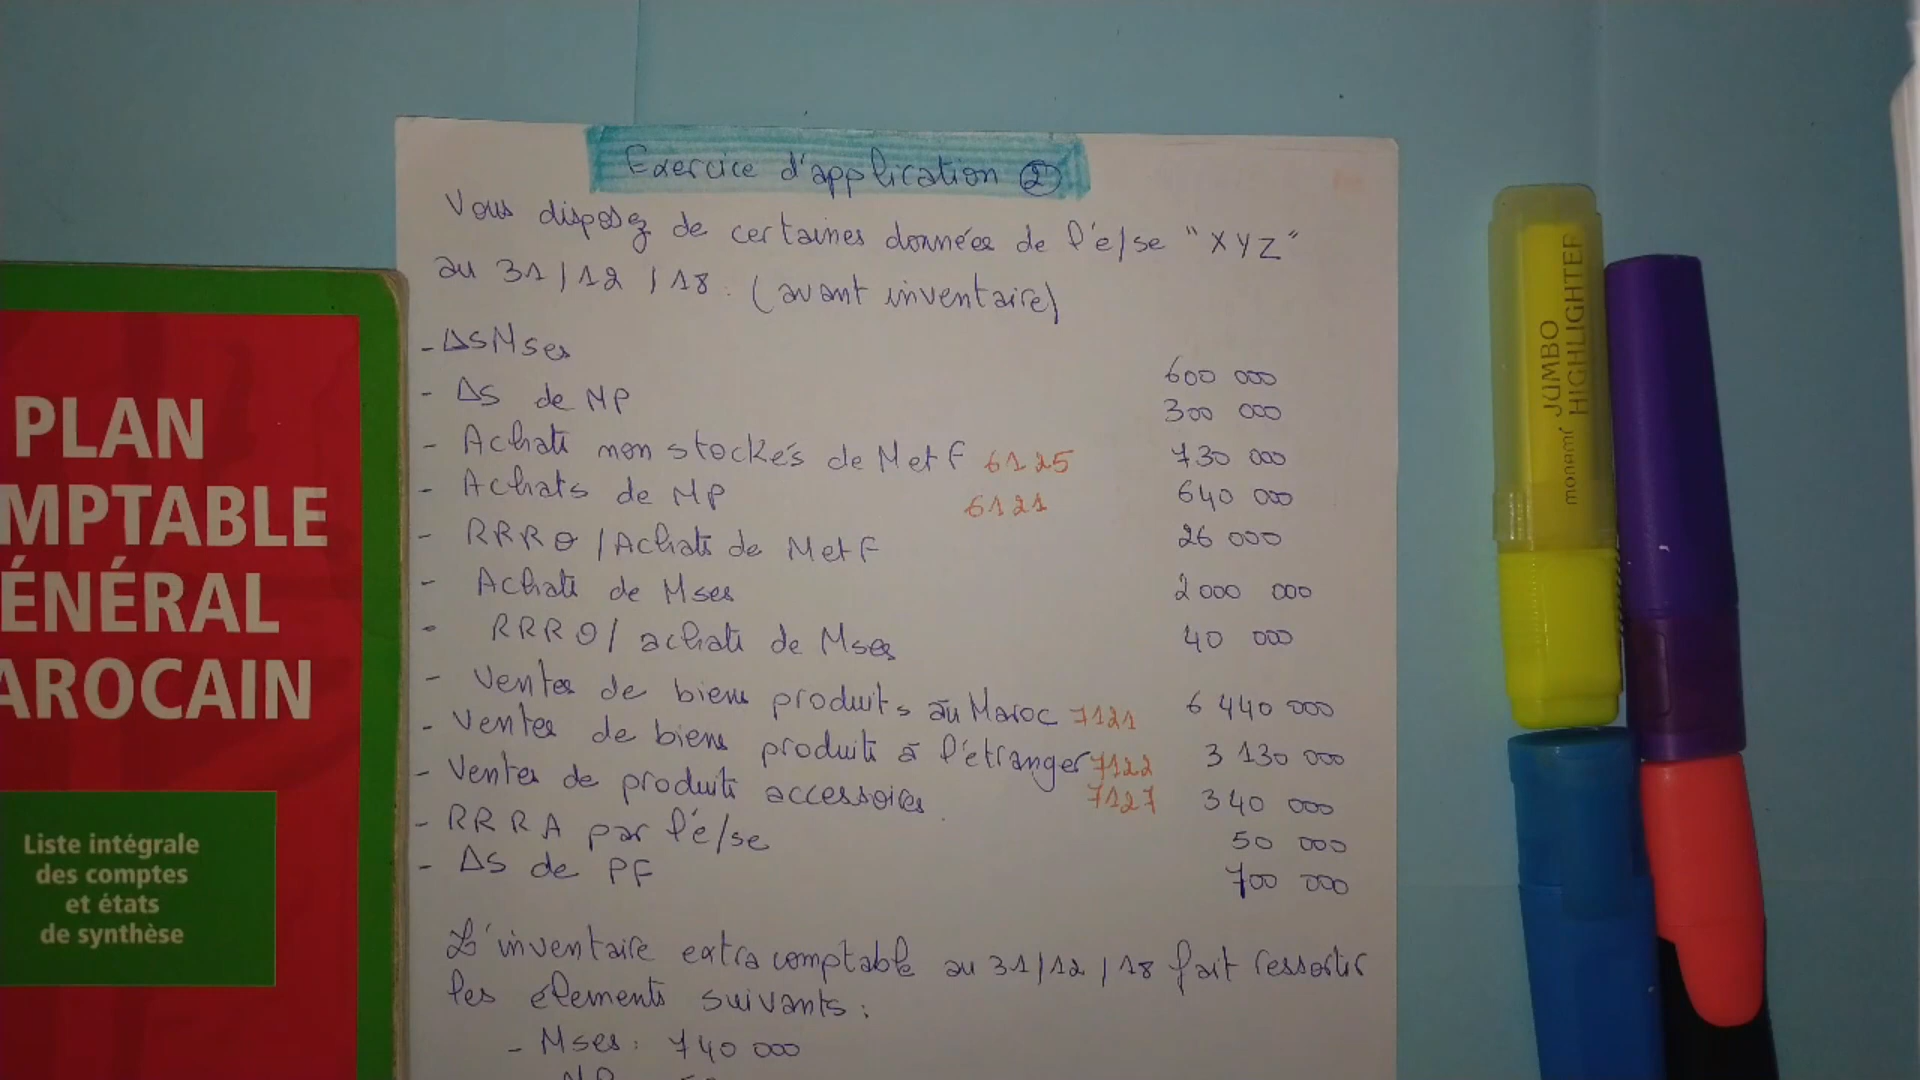 Exercice d'application ②
Vous disposez de certaines données de l'e/se "XYZ"
au 31/12/18. (avant inventaire)
- ΔSMses 600 000
- ΔS de MP 300 000
- Achats non stockés de Met F 6125 730 000
- Achats de MP 6121 640 000
- RRRO/Achats de Met F 26 000
- Achats de Mses 2 000 000
- RRRO/achats de Mses 40 000
- Ventes de biens produits au Maroc 7121 6 440 000
- Ventes de biens produits à l'étranger 7122 3 130 000
- Ventes de produits accessoires 7127 340 000
- RRRA par l'é/se 50 000
- ΔS de PF 700 000
L'inventaire extra comptable au 31/12/18 fait ressortir
les élements suivants :
- Mses : 740 000
PLAN
MPTABLE
ÉNÉRAL
AROCAIN
Liste intégrale
des comptes
et états
de synthèse
monami JUMBO
HIGHLIGHTER